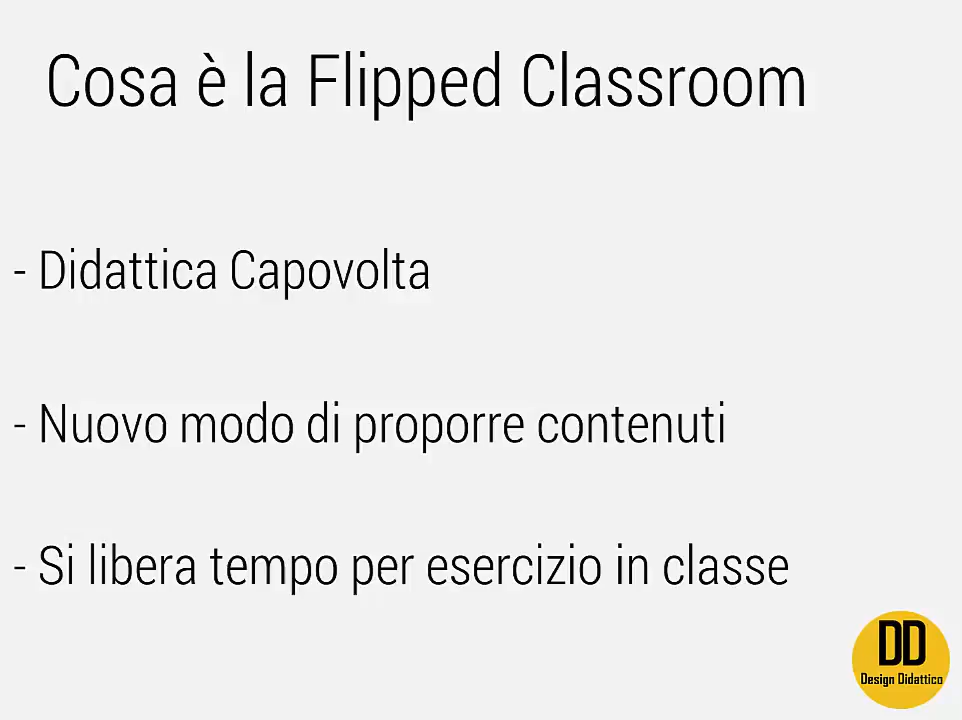 Cosa è la Flipped Classroom
- Didattica Capovolta
- Nuovo modo di proporre contenuti
- Si libera tempo per esercizio in classe
DD
Design Didattico